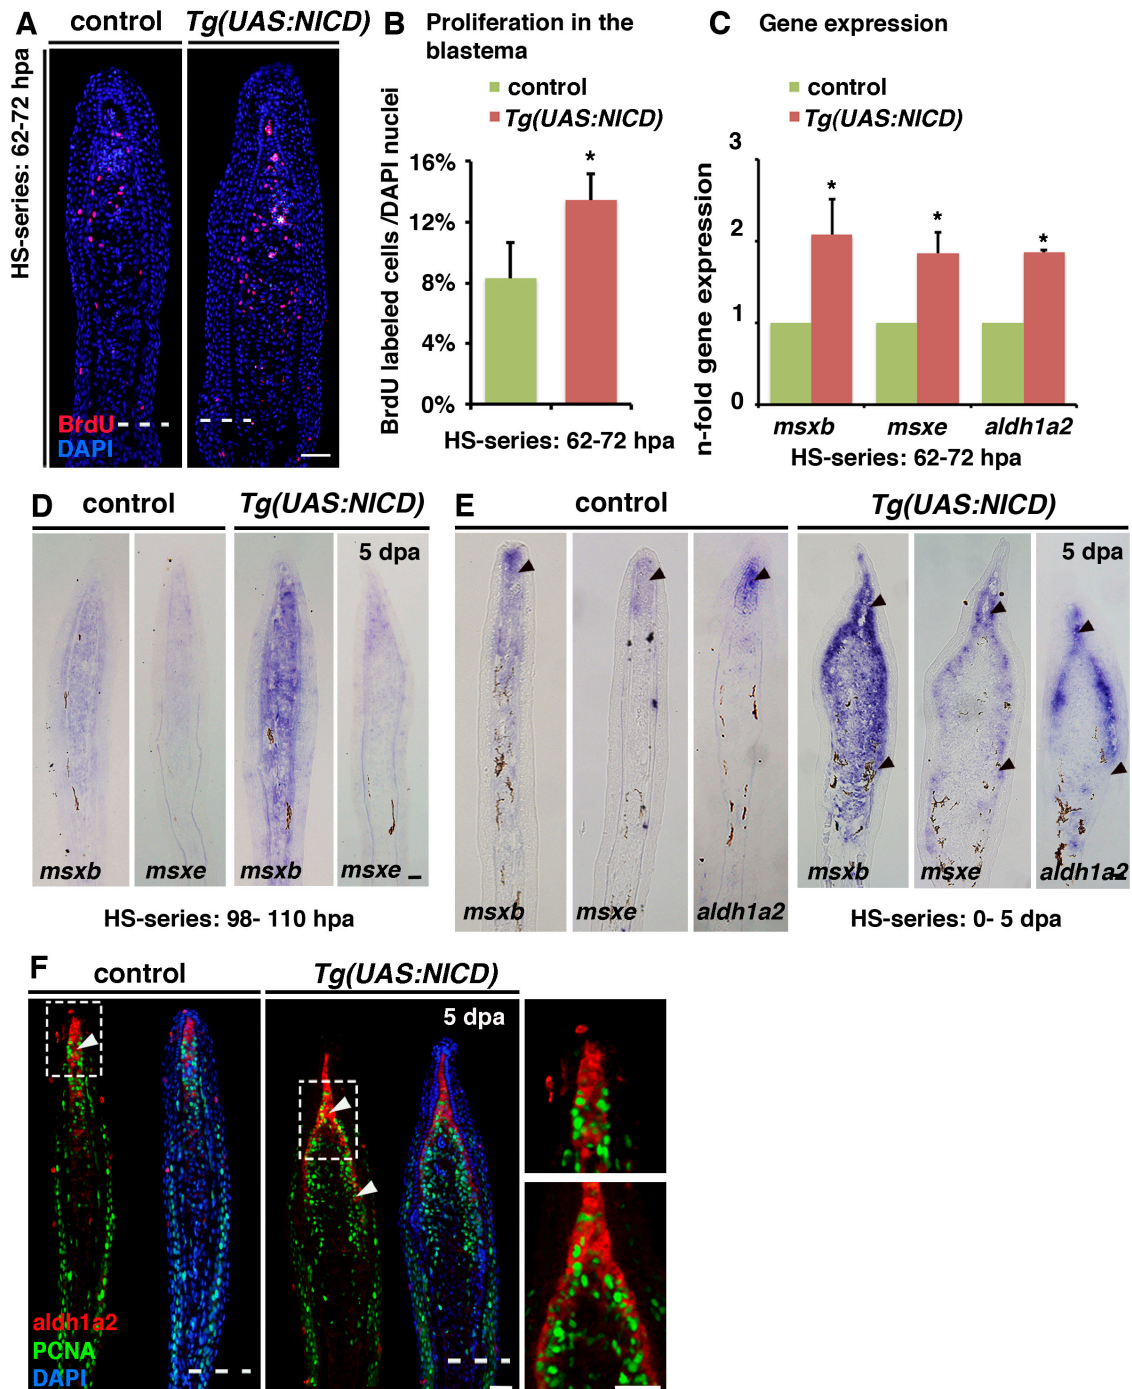 A control Tg(UAS:NICD)
HS-series: 62-72 hpa
BrdU
DAPI
B Proliferation in the
blastema
control
Tg(UAS:NICD)
BrdU labeled cells /DAPI nuclei
16%
12%
8%
4%
0%
*
HS-series: 62-72 hpa
C Gene expression
control
Tg(UAS:NICD)
n-fold gene expression
3
2
1
0
* * *
msxb msxe aldh1a2
HS-series: 62-72 hpa
D control Tg(UAS:NICD)
5 dpa
msxb msxe msxb msxe
HS-series: 98- 110 hpa
E control Tg(UAS:NICD)
5 dpa
msxb msxe aldh1a2 msxb msxe aldh1a2
HS-series: 0- 5 dpa
F control Tg(UAS:NICD)
5 dpa
aldh1a2
PCNA
DAPI